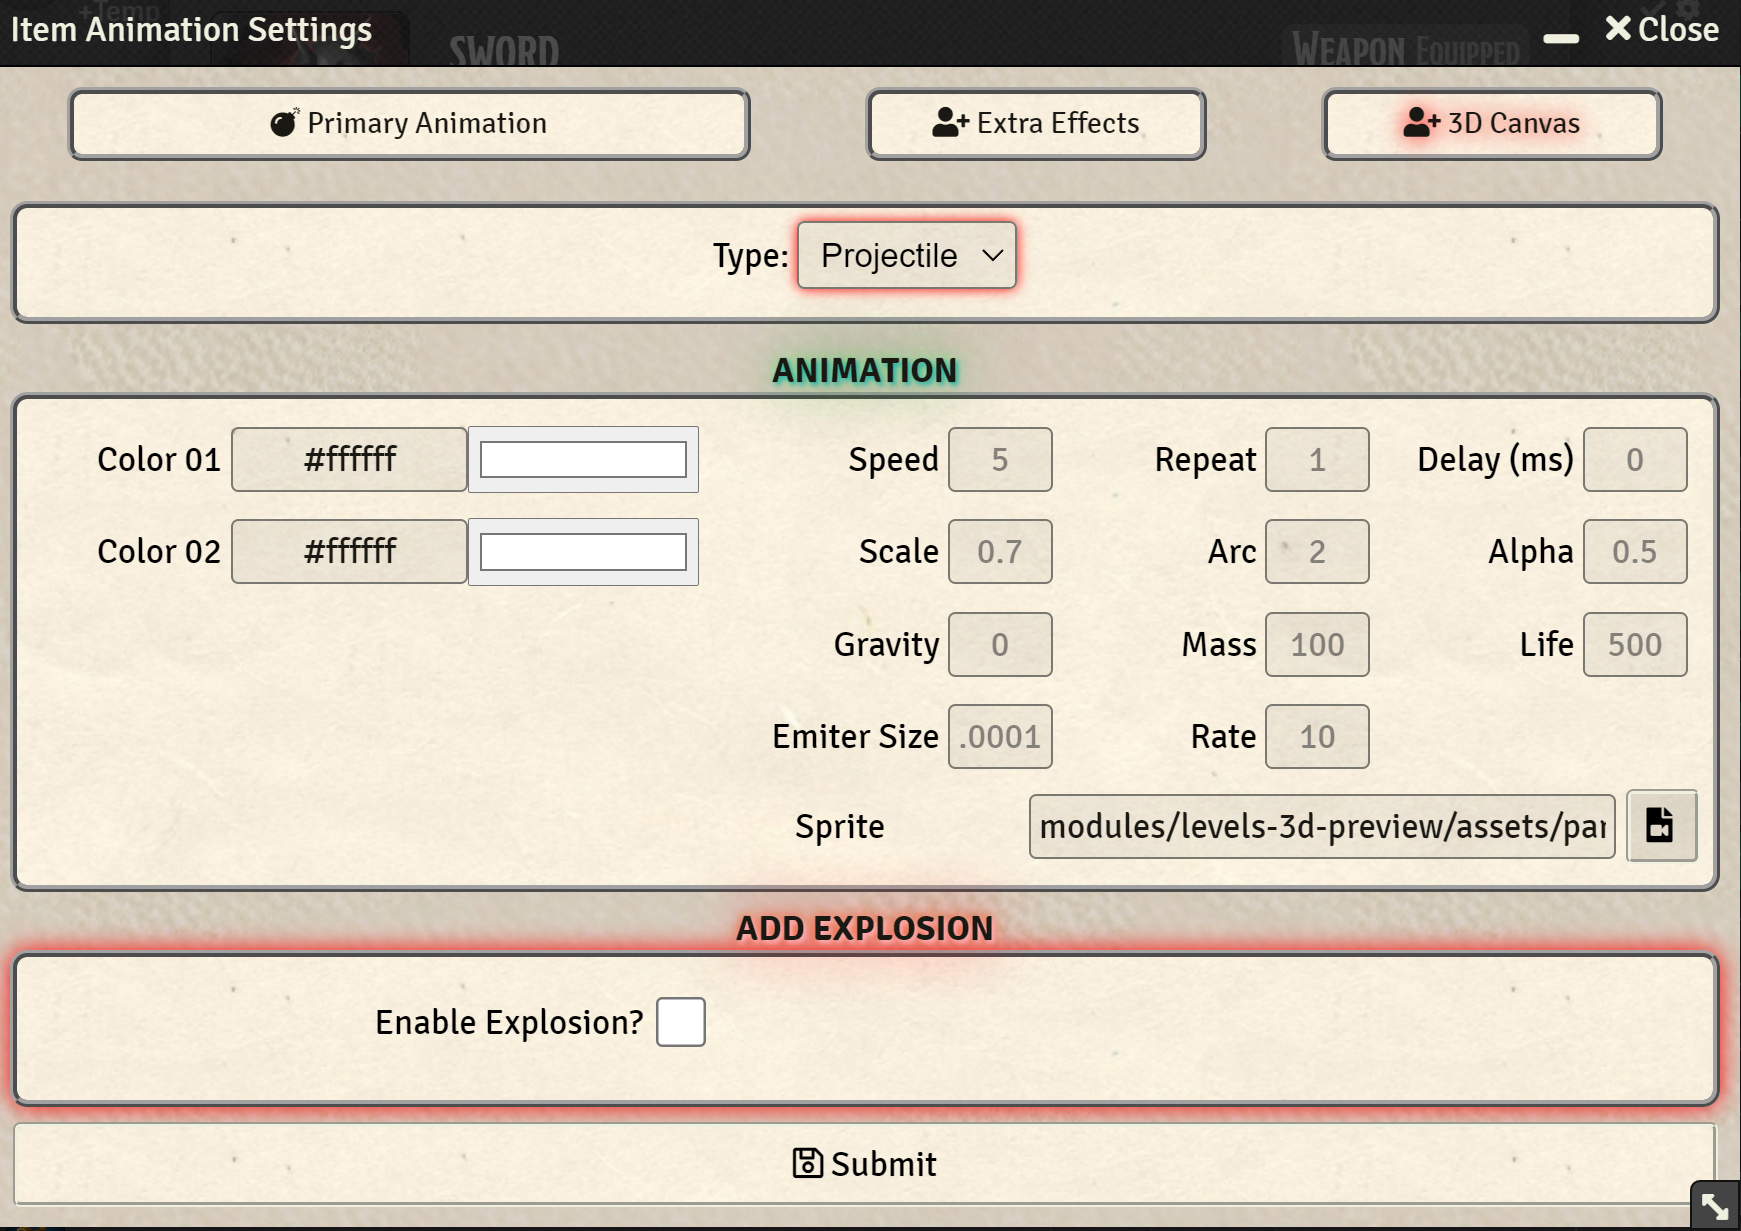 +Temp
Item Animation Settings
SWORD
WEAPON EQUIPPED
Close
Primary Animation
Extra Effects
3D Canvas
Type: Projectile
ANIMATION
Color 01 #ffffff
Speed 5
Repeat 1
Delay (ms) 0
Color 02 #ffffff
Scale 0.7
Arc 2
Alpha 0.5
Gravity 0
Mass 100
Life 500
Emiter Size .0001
Rate 10
Sprite modules/levels-3d-preview/assets/par
ADD EXPLOSION
Enable Explosion?
Submit